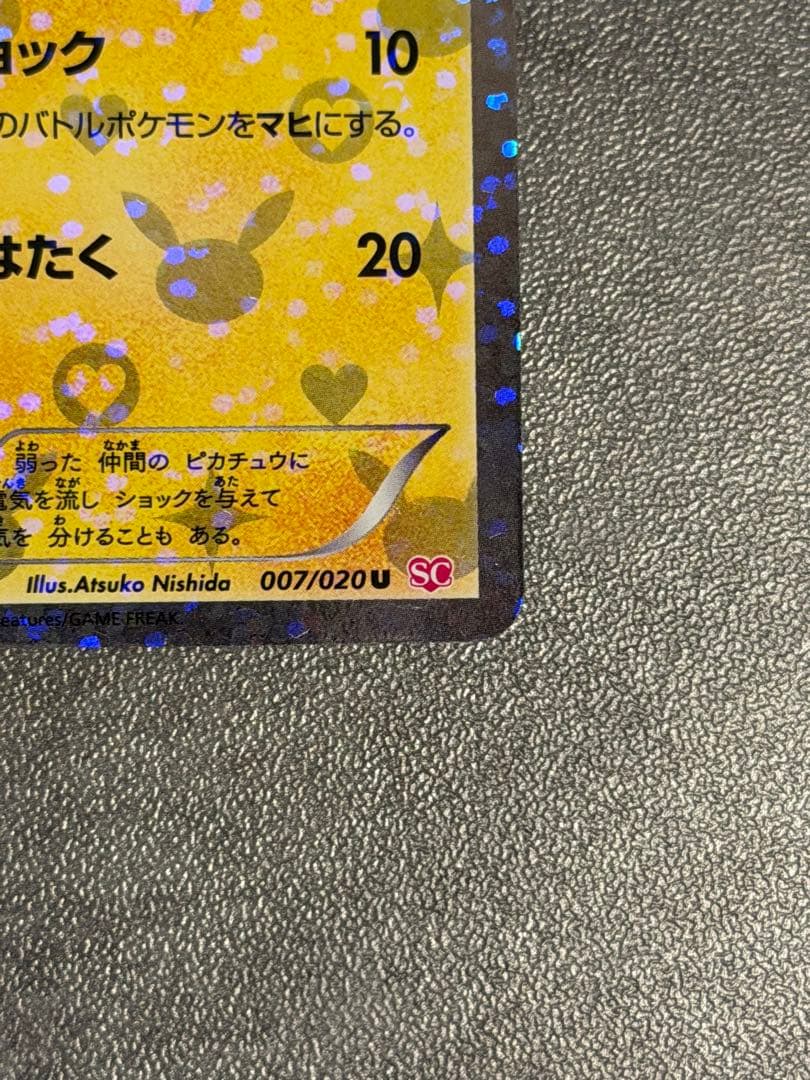 ョック 10
のバトルポケモンをマヒにする。
はたく 20
弱った 仲間の ピカチュウに
電気を流し ショックを与えて
気を 分けることも ある。
Illus.Atsuko Nishida 007/020 U SC
eatures/GAME FREAK.